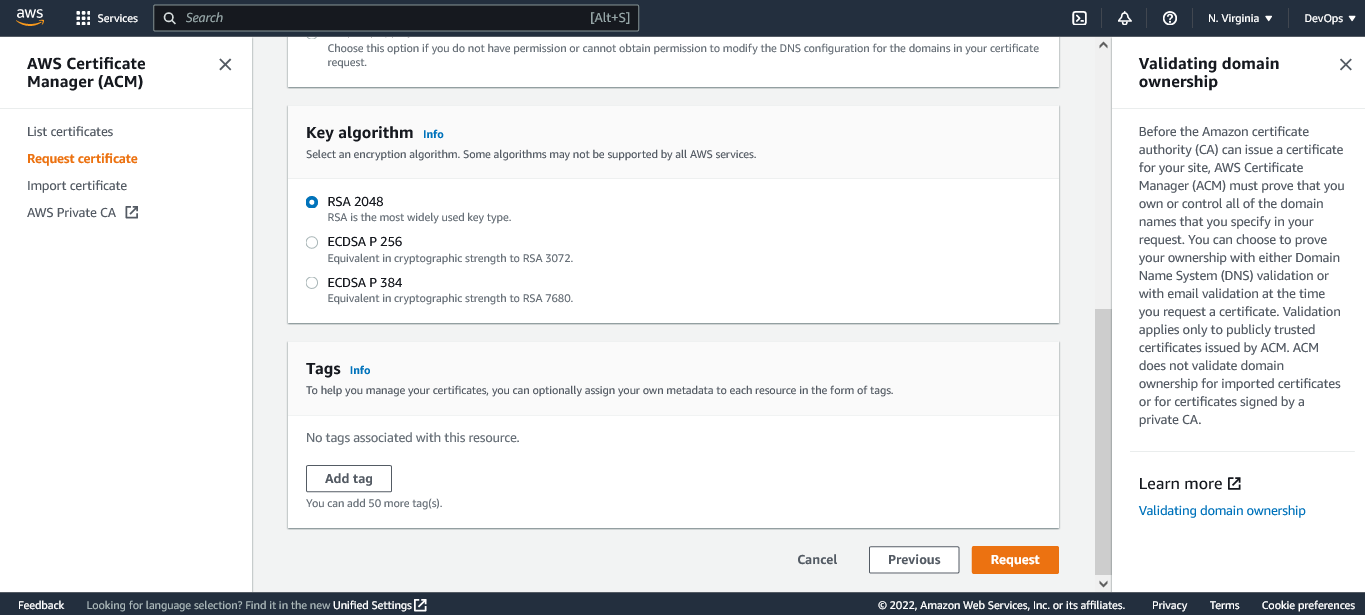 aws
Services
Search
[Alt+S]
N. Virginia
DevOps
AWS Certificate
Manager (ACM)
List certificates
Request certificate
Import certificate
AWS Private CA
Choose this option if you do not have permission or cannot obtain permission to modify the DNS configuration for the domains in your certificate
request.
Key algorithm Info
Select an encryption algorithm. Some algorithms may not be supported by all AWS services.
RSA 2048
RSA is the most widely used key type.
ECDSA P 256
Equivalent in cryptographic strength to RSA 3072.
ECDSA P 384
Equivalent in cryptographic strength to RSA 7680.
Tags Info
To help you manage your certificates, you can optionally assign your own metadata to each resource in the form of tags.
No tags associated with this resource.
Add tag
You can add 50 more tag(s).
Cancel
Previous
Request
Validating domain
ownership
Before the Amazon certificate
authority (CA) can issue a certificate
for your site, AWS Certificate
Manager (ACM) must prove that you
own or control all of the domain
names that you specify in your
request. You can choose to prove
your ownership with either Domain
Name System (DNS) validation or
with email validation at the time
you request a certificate. Validation
applies only to publicly trusted
certificates issued by ACM. ACM
does not validate domain
ownership for imported certificates
or for certificates signed by a
private CA.
Learn more
Validating domain ownership
Feedback
Looking for language selection? Find it in the new Unified Settings
© 2022, Amazon Web Services, Inc. or its affiliates.
Privacy
Terms
Cookie preferences